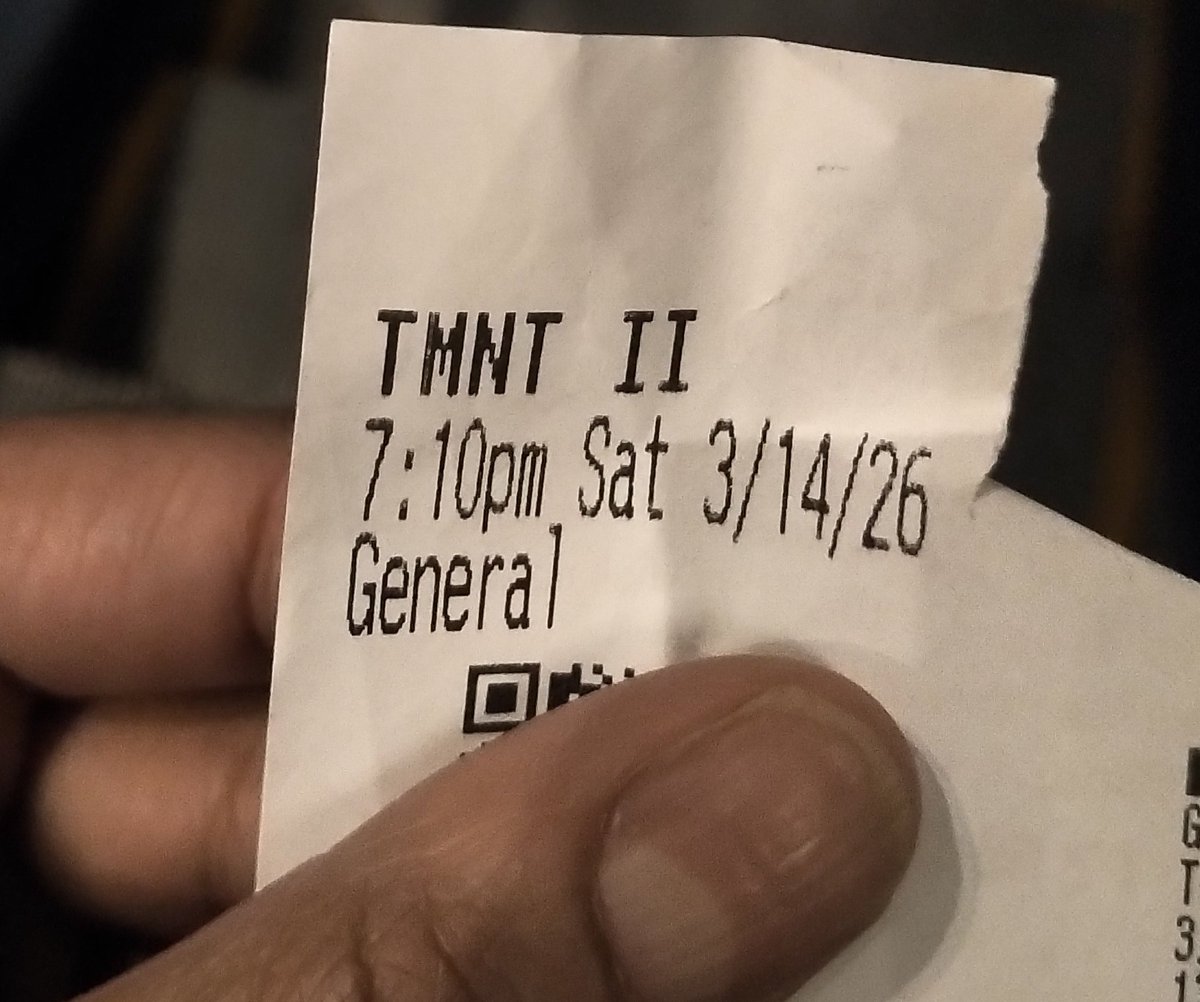 TMNT II
7:10pm Sat 3/14/26
General